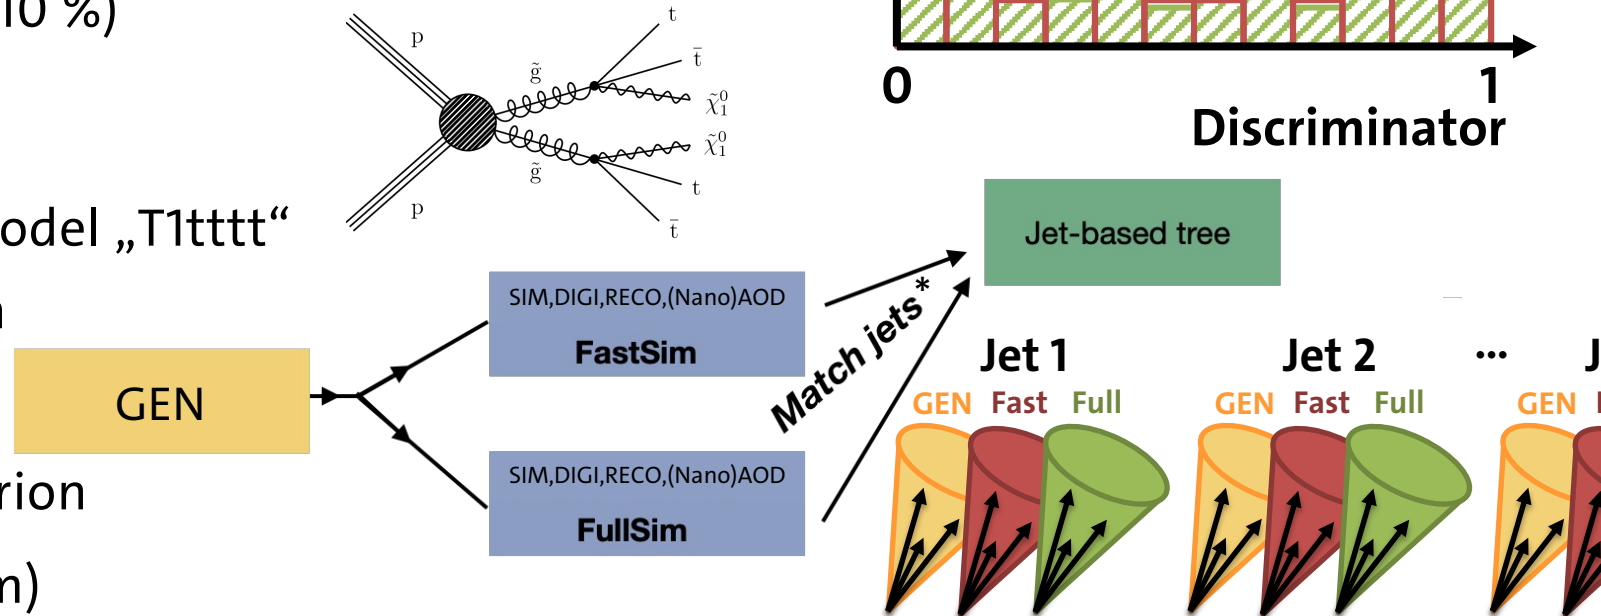 10 %)
p
t
t̄
g̃
χ̃⁰₁
χ̃⁰₁
g̃
t
p
t̄
0
1
Discriminator
odel „T1tttt“
Jet-based tree
SIM,DIGI,RECO,(Nano)AOD
FastSim
Match jets*
GEN
SIM,DIGI,RECO,(Nano)AOD
FullSim
Jet 1
Jet 2
...
J
GEN Fast Full
GEN Fast Full
GEN
rion
m)